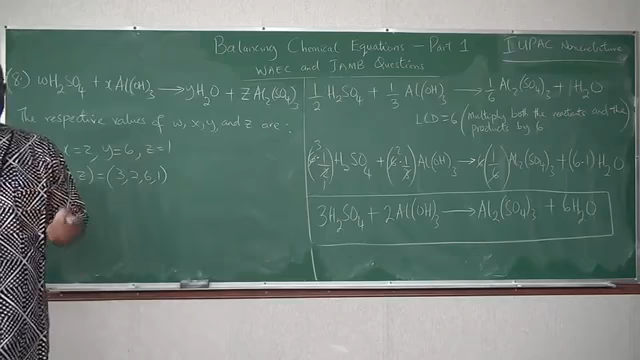 Balancing Chemical Equations - Part 1
WAEC and JAMB Questions
IUPAC Nomenclature
(8) wH₂SO₄ + xAl(OH)₃ → yH₂O + zAl₂(SO₄)₃
The respective values of w, x, y, and z are:
x=2, y=6, z=1
z) = (3,2,6,1)
1/2 H₂SO₄ + 1/3 Al(OH)₃ → 1/6 Al₂(SO₄)₃ + 1H₂O
LCD = 6 (multiply both the reactants and the
products by 6
(6·1/2)H₂SO₄ + (6·1/3)Al(OH)₃ → 6(1/6)Al₂(SO₄)₃ + (6·1)H₂O
3H₂SO₄ + 2Al(OH)₃ → Al₂(SO₄)₃ + 6H₂O